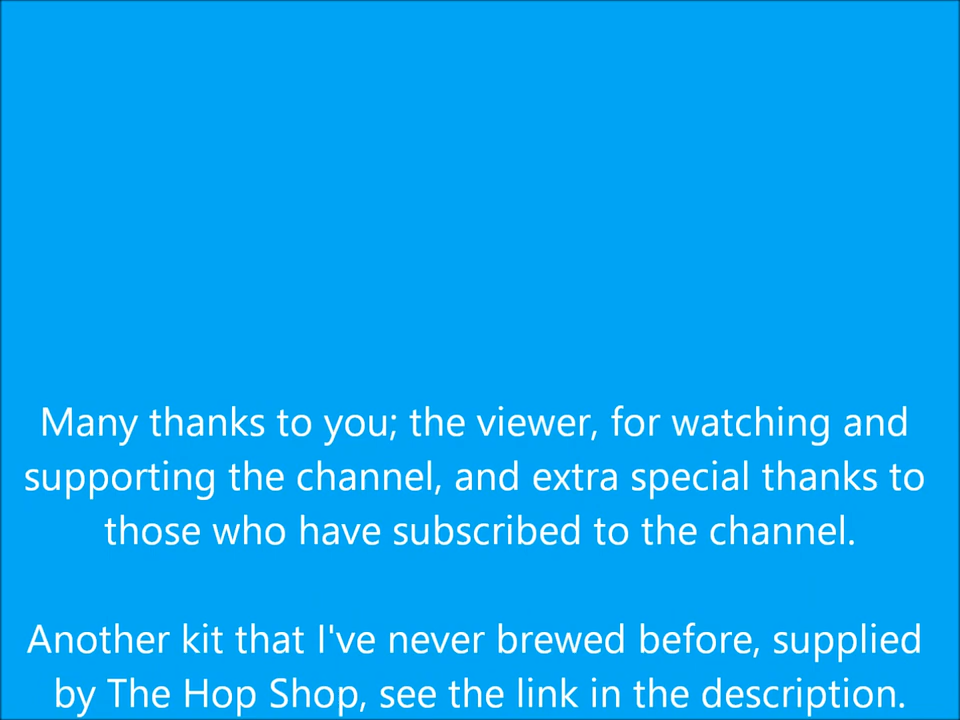 Many thanks to you; the viewer, for watching and
supporting the channel, and extra special thanks to
those who have subscribed to the channel.
Another kit that I've never brewed before, supplied
by The Hop Shop, see the link in the description.